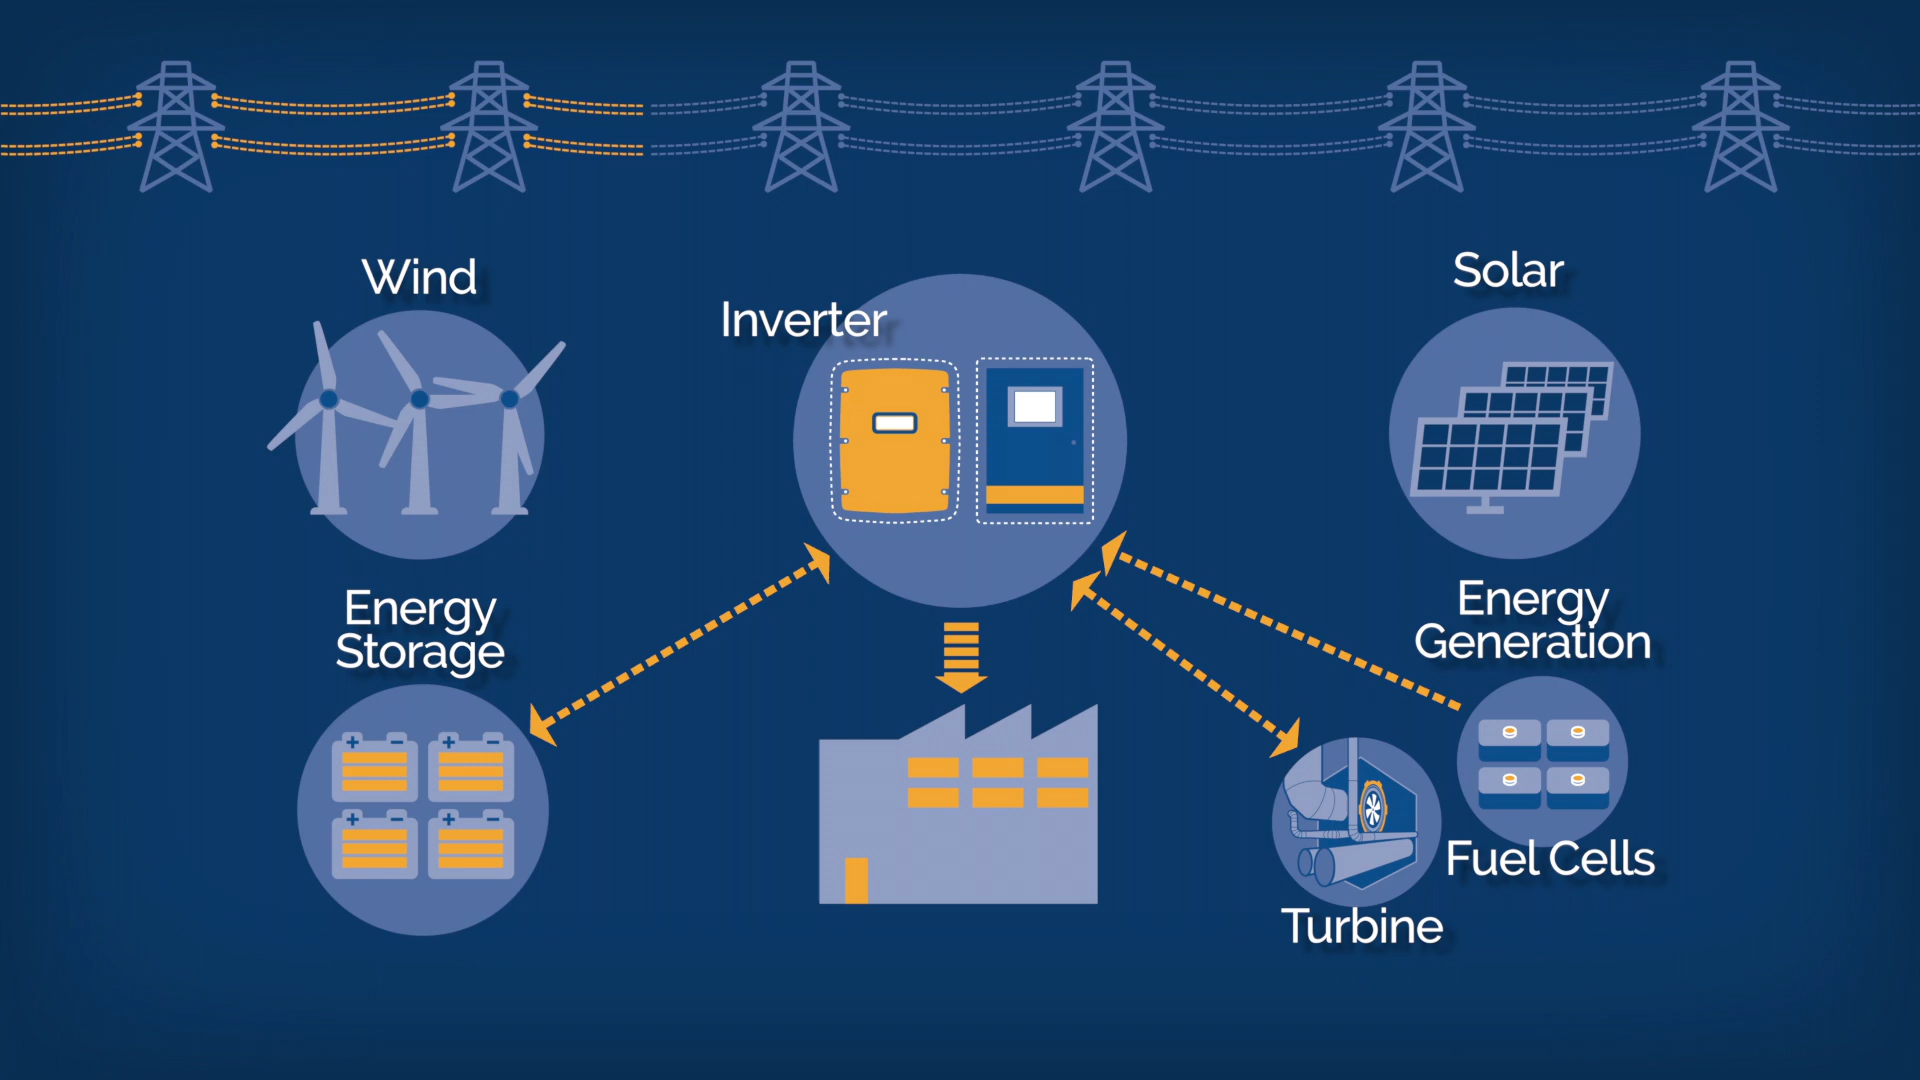 Wind
Inverter
Solar
Energy
Storage
Energy
Generation
Fuel Cells
Turbine